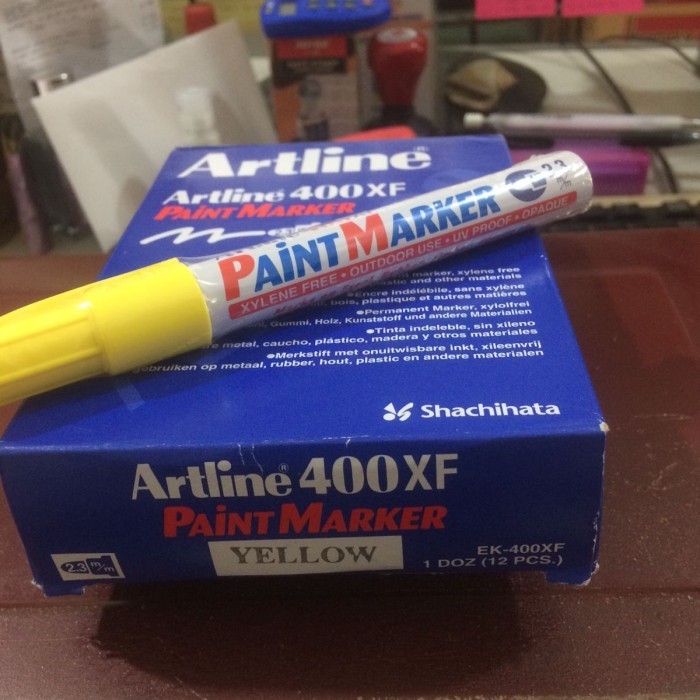 Artline®
Artline 400XF
PAINT MARKER
2.3
PAINT MARKER
XYLENE FREE • OUTDOOR USE • UV PROOF • OPAQUE
marker, xylene free
and other materials
●Encre indélébile, sans xylène
bois, plastique et autres matières
●Permanent Marker, xylolfrei
Gummi, Holz, Kunststoff und andere Materialien
●Tinta indeleble, sin xileno
metal, caucho, plástico, madera y otros materiales
●Merkstift met onuitwisbare inkt, xileenvrij
gebruiken op metaal, rubber, hout, plastic en andere materialen
Shachihata
Artline® 400XF
PAINT MARKER
YELLOW
2.3 m/m
EK-400XF
1 DOZ (12 PCS.)